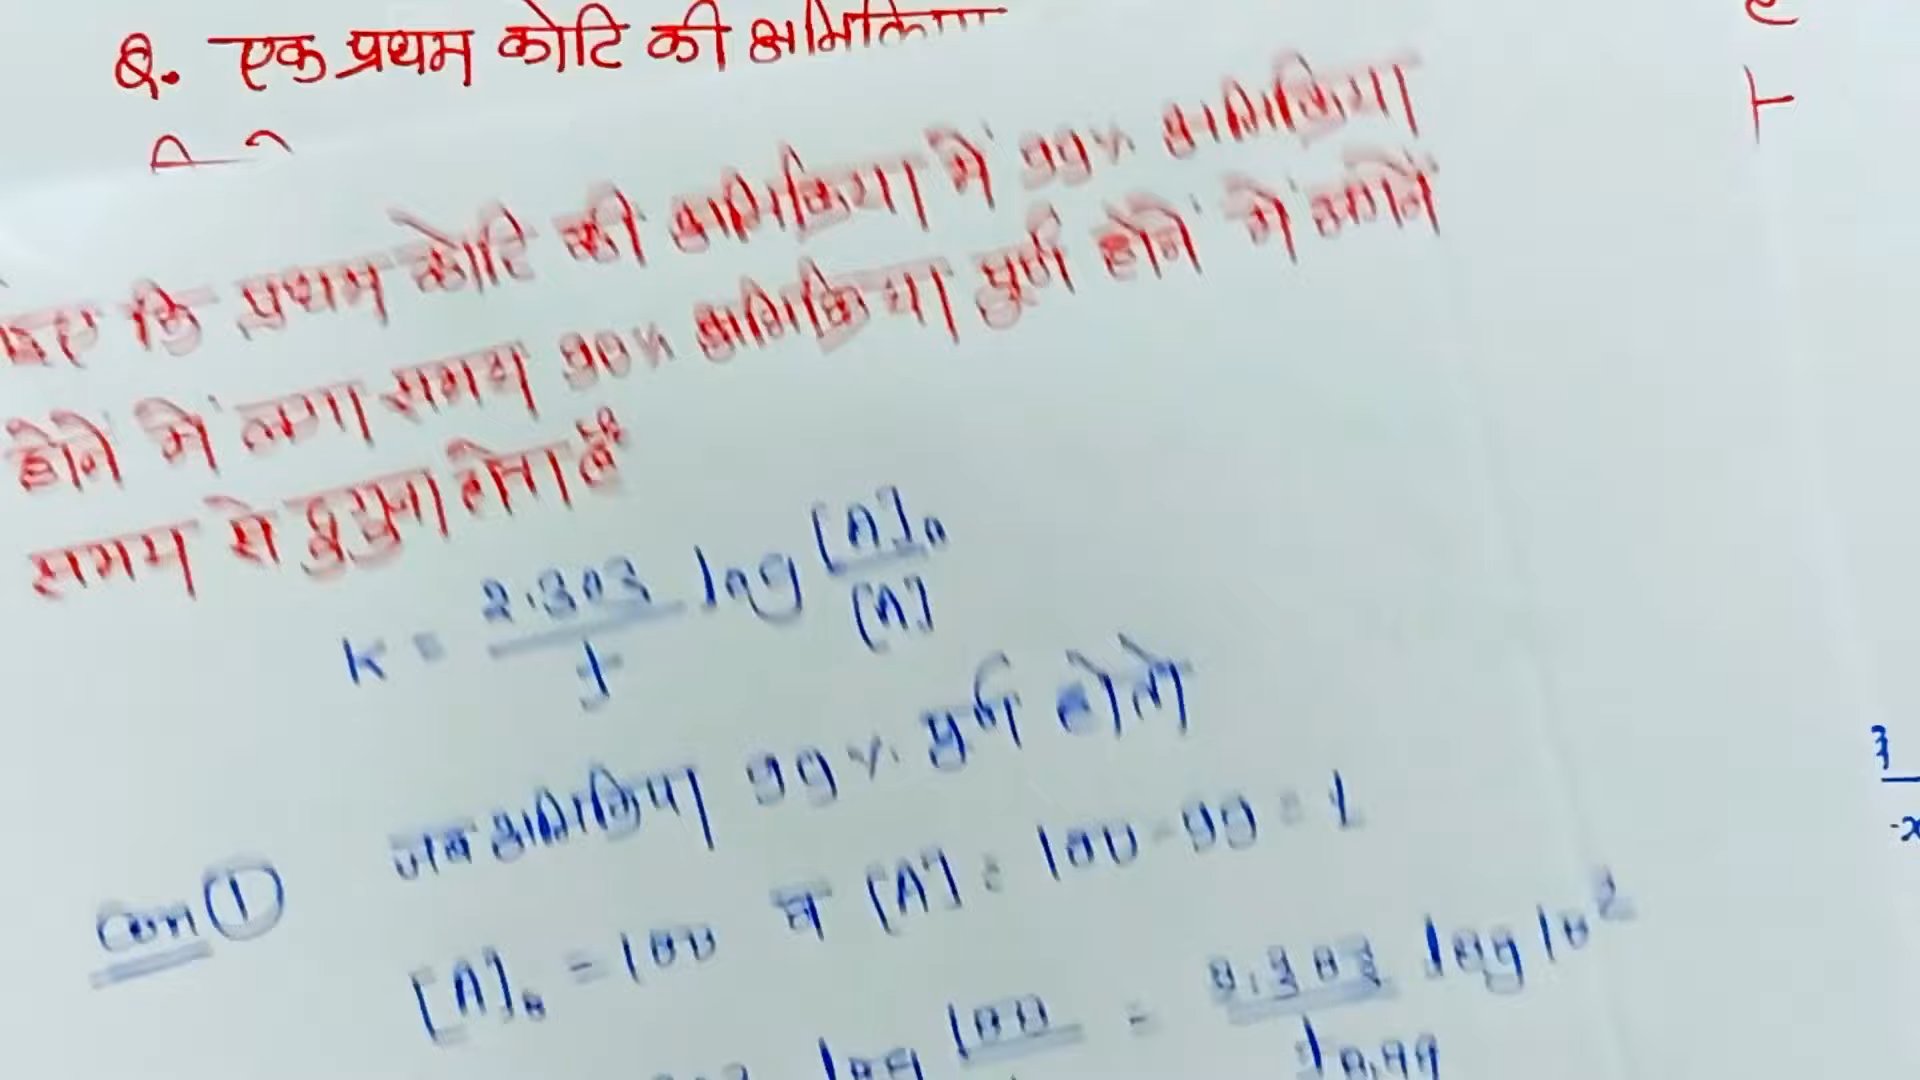 Q. एक प्रथम कोटि की अभिक्रिया
कि प्रथम कोटि की अभिक्रिया में 99% अभिक्रिया
होने में लगा समय 90% अभिक्रिया पूर्ण होने में लगने
समय से दुगुना होता है
K = 2.303/t log [A]₀/[A]
जब अभिक्रिया 99% पूर्ण हो तो
Con ①
[A]₀ = 100 व [A] = 100-99 = 1
log 100 = 2.303 log 10²